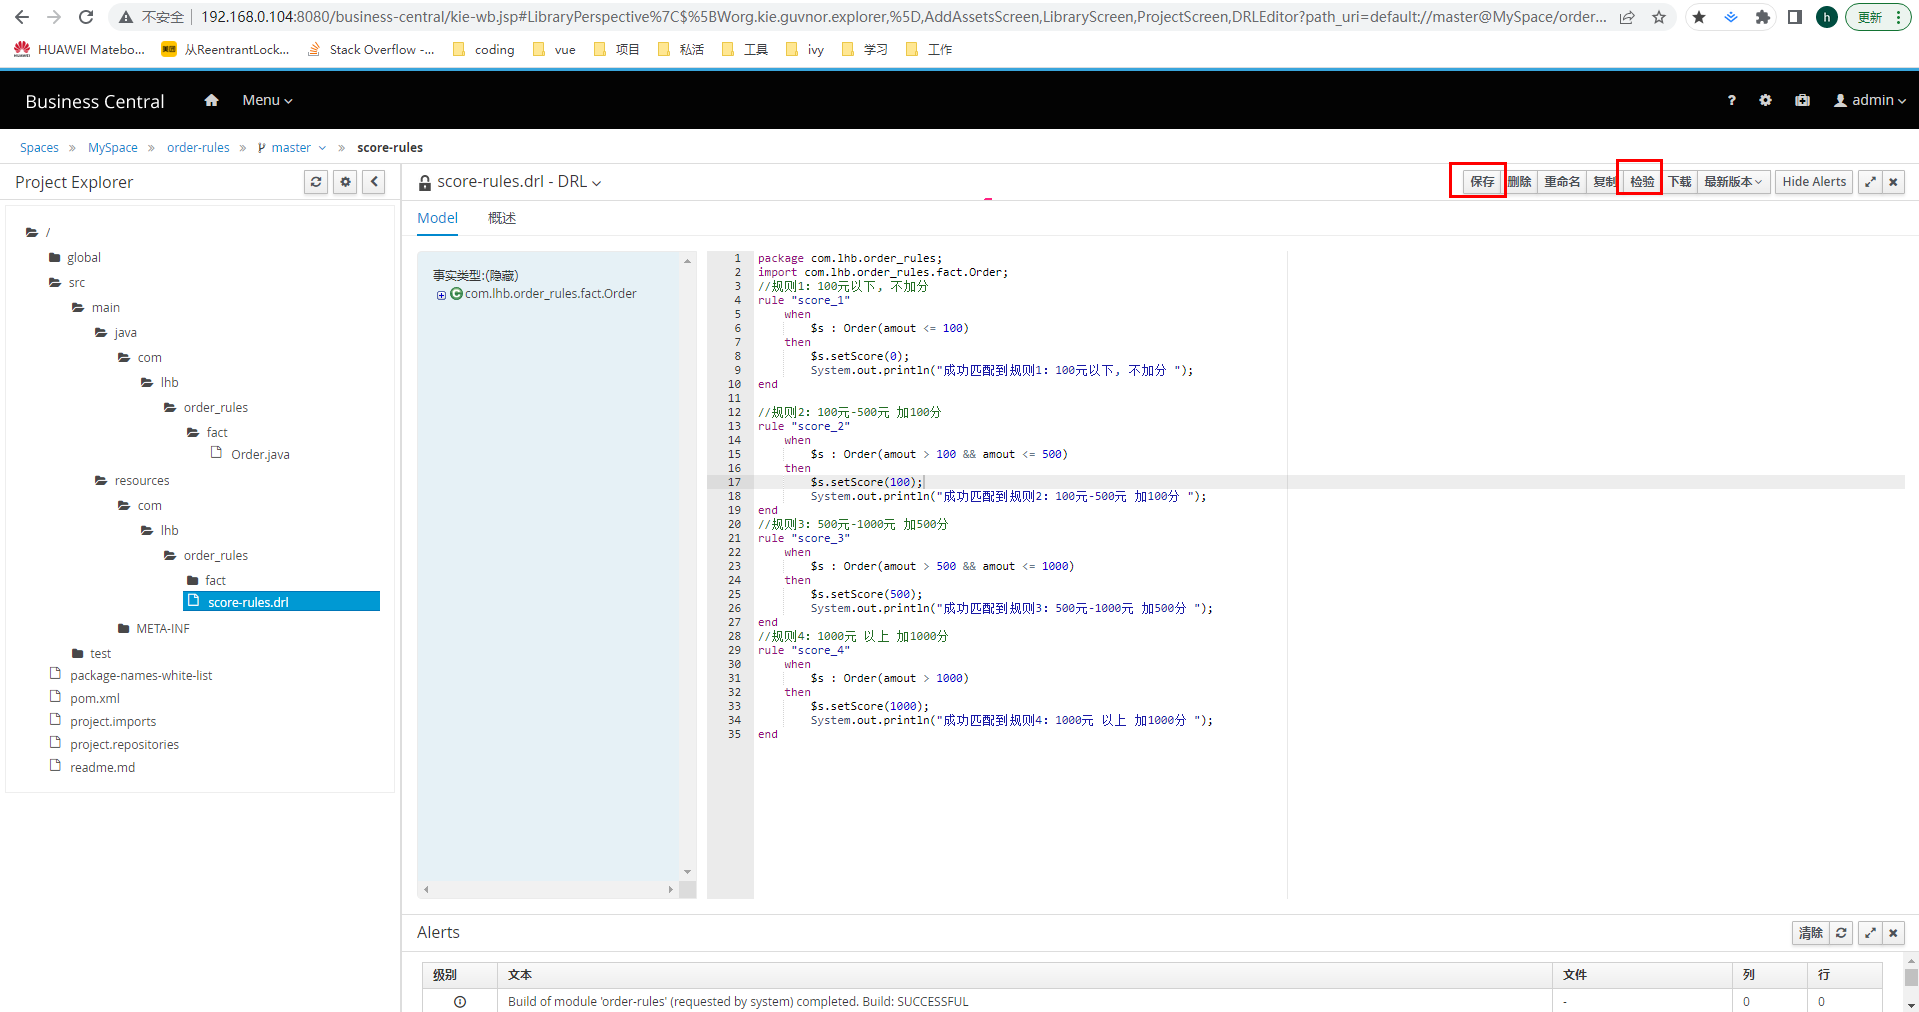 不安全 192.168.0.104:8080/business-central/kie-wb.jsp#LibraryPerspective%7C$%5BWorg.kie.guvnor.explorer,%5D,AddAssetsScreen,LibraryScreen,ProjectScreen,DRLEditor?path_uri=default://master@MySpace/order... h 更新
HUAWEI Matebo... 从ReentrantLock... Stack Overflow -... coding vue 项目 私活 工具 ivy 学习 工作
Business Central Menu ? admin
Spaces » MySpace » order-rules » master » score-rules
Project Explorer
score-rules.drl - DRL 保存 删除 重命名 复制 检验 下载 最新版本 Hide Alerts
Model 概述
/
global
src
main
java
com
lhb
order_rules
fact
Order.java
resources
com
lhb
order_rules
fact
score-rules.drl
META-INF
test
package-names-white-list
pom.xml
project.imports
project.repositories
readme.md
事实类型:(隐藏)
com.lhb.order_rules.fact.Order
1 package com.lhb.order_rules;
2 import com.lhb.order_rules.fact.Order;
3 //规则1: 100元以下, 不加分
4 rule "score_1"
5 when
6 $s : Order(amout <= 100)
7 then
8 $s.setScore(0);
9 System.out.println("成功匹配到规则1: 100元以下, 不加分 ");
10 end
11
12 //规则2: 100元-500元 加100分
13 rule "score_2"
14 when
15 $s : Order(amout > 100 && amout <= 500)
16 then
17 $s.setScore(100);
18 System.out.println("成功匹配到规则2: 100元-500元 加100分 ");
19 end
20 //规则3: 500元-1000元 加500分
21 rule "score_3"
22 when
23 $s : Order(amout > 500 && amout <= 1000)
24 then
25 $s.setScore(500);
26 System.out.println("成功匹配到规则3: 500元-1000元 加500分 ");
27 end
28 //规则4: 1000元 以上 加1000分
29 rule "score_4"
30 when
31 $s : Order(amout > 1000)
32 then
33 $s.setScore(1000);
34 System.out.println("成功匹配到规则4: 1000元 以上 加1000分 ");
35 end
Alerts 清除
级别 文本 文件 列 行
Build of module 'order-rules' (requested by system) completed. Build: SUCCESSFUL - 0 0